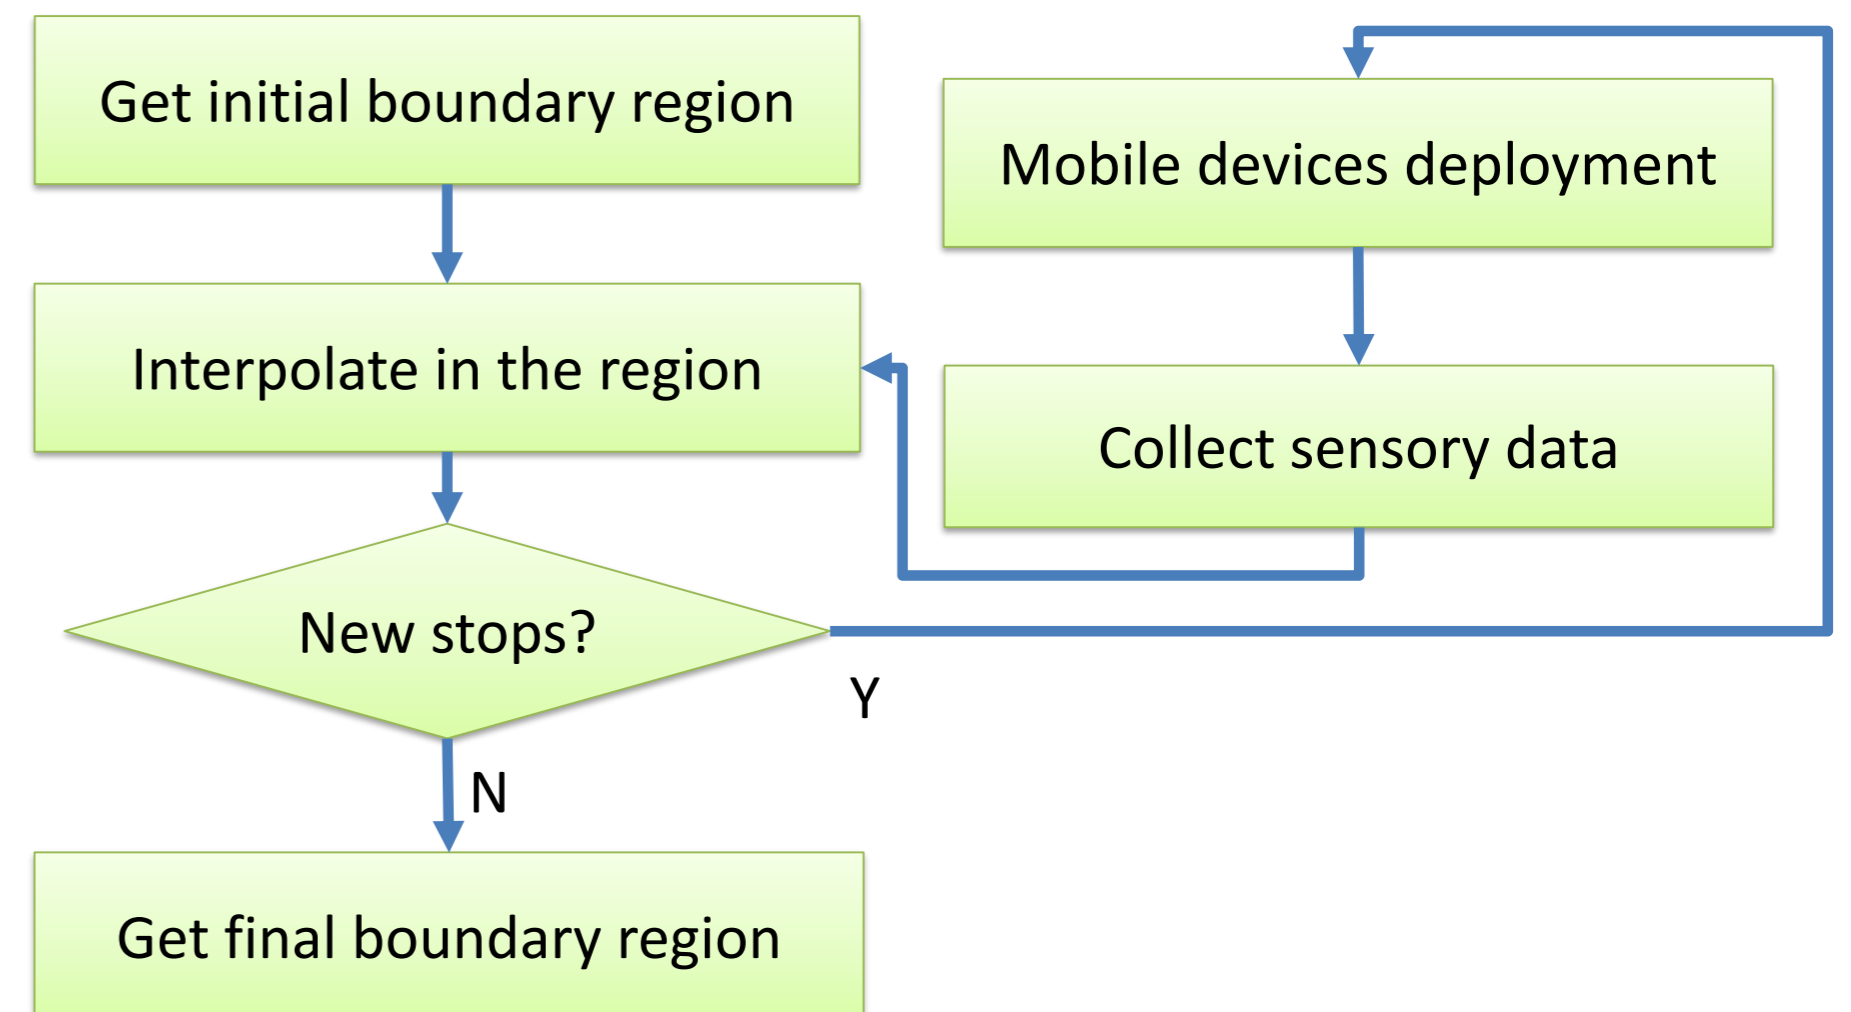 Get initial boundary region
Interpolate in the region
New stops?
Y
N
Get final boundary region
Mobile devices deployment
Collect sensory data